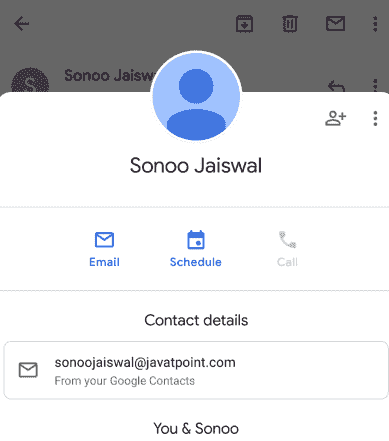 Sonoo Jaisw
S
Sonoo Jaiswal
Email
Schedule
Call
Contact details
sonoojaiswal@javatpoint.com
From your Google Contacts
You & Sonoo